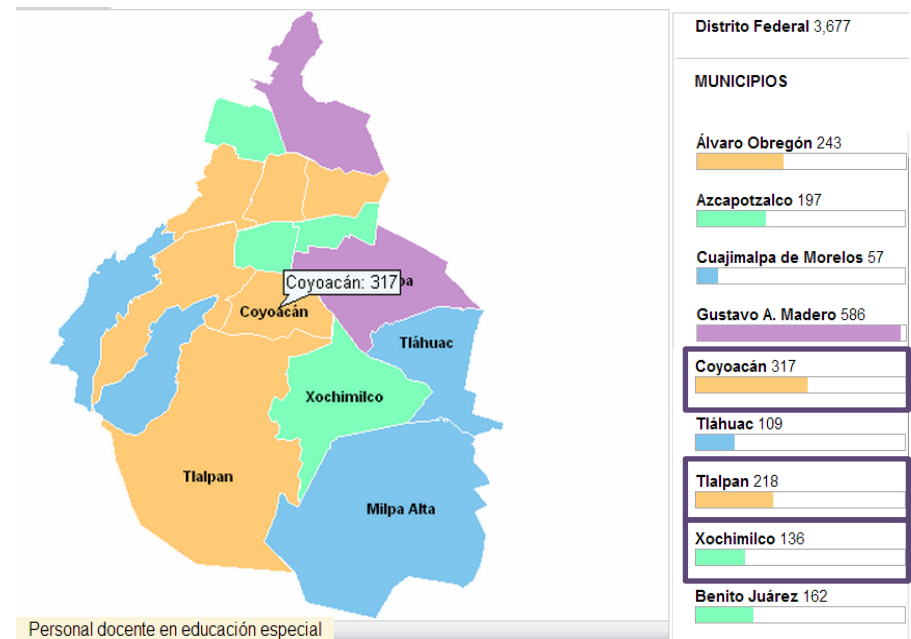 Coyoacán: 317
pa
Coyoacán
Tláhuac
Xochimilco
Tlalpan
Milpa Alta
Personal docente en educación especial
Distrito Federal 3,677
MUNICIPIOS
Álvaro Obregón 243
Azcapotzalco 197
Cuajimalpa de Morelos 57
Gustavo A. Madero 586
Coyoacán 317
Tláhuac 109
Tlalpan 218
Xochimilco 136
Benito Juárez 162